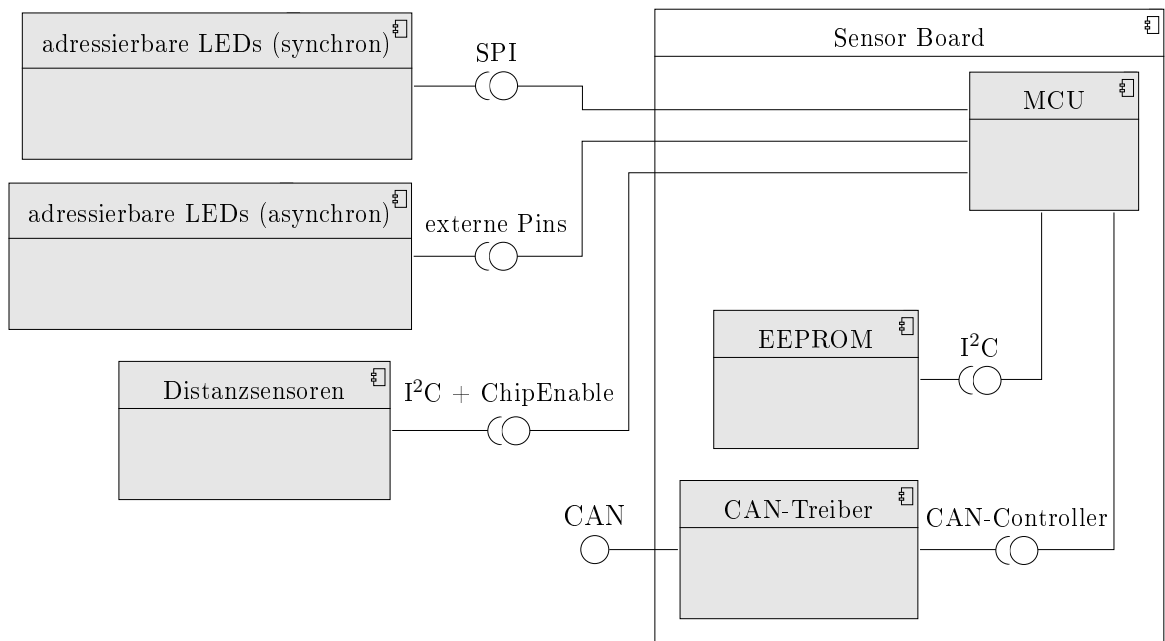 adressierbare LEDs (synchron)
SPI
Sensor Board
MCU
adressierbare LEDs (asynchron)
externe Pins
EEPROM
I²C
Distanzsensoren
I²C + ChipEnable
CAN
CAN-Treiber
CAN-Controller